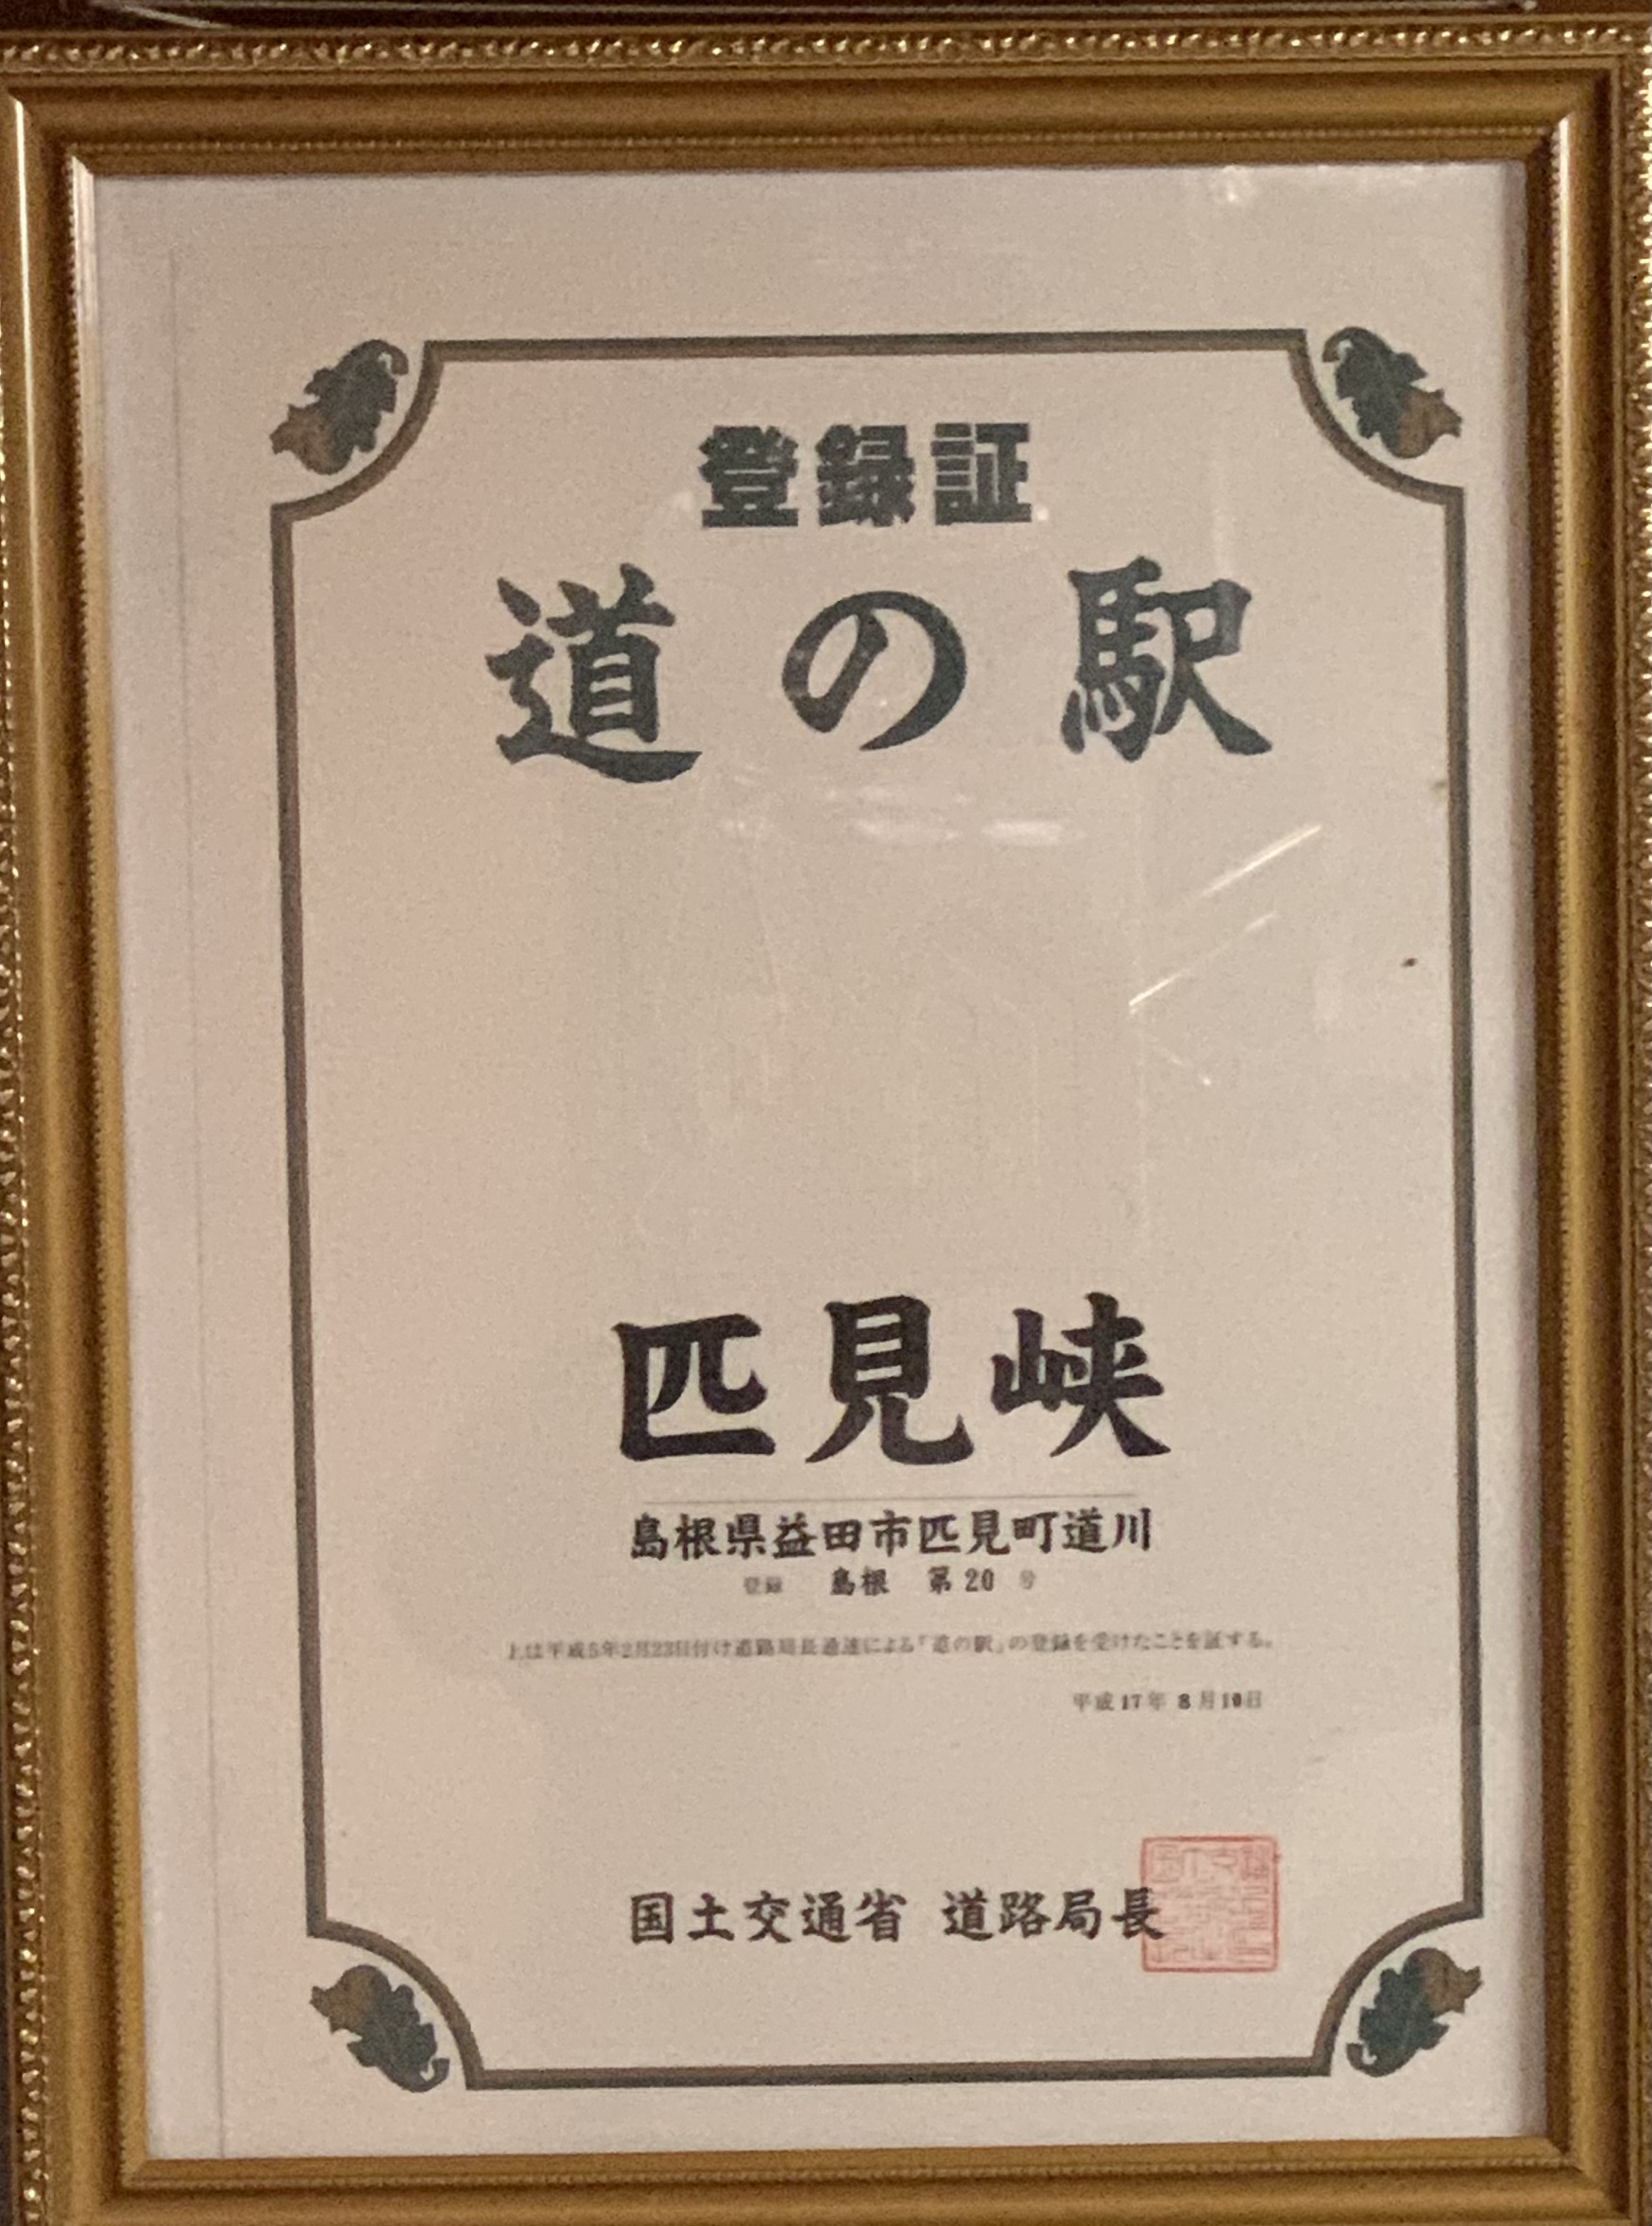 登録証
道の駅
匹見峡
島根県益田市匹見町道川
登録 島根 第20号
上は平成5年2月23日付け道路局長通達による「道の駅」の登録を受けたことを証する。
平成17年 8月10日
国土交通省 道路局長